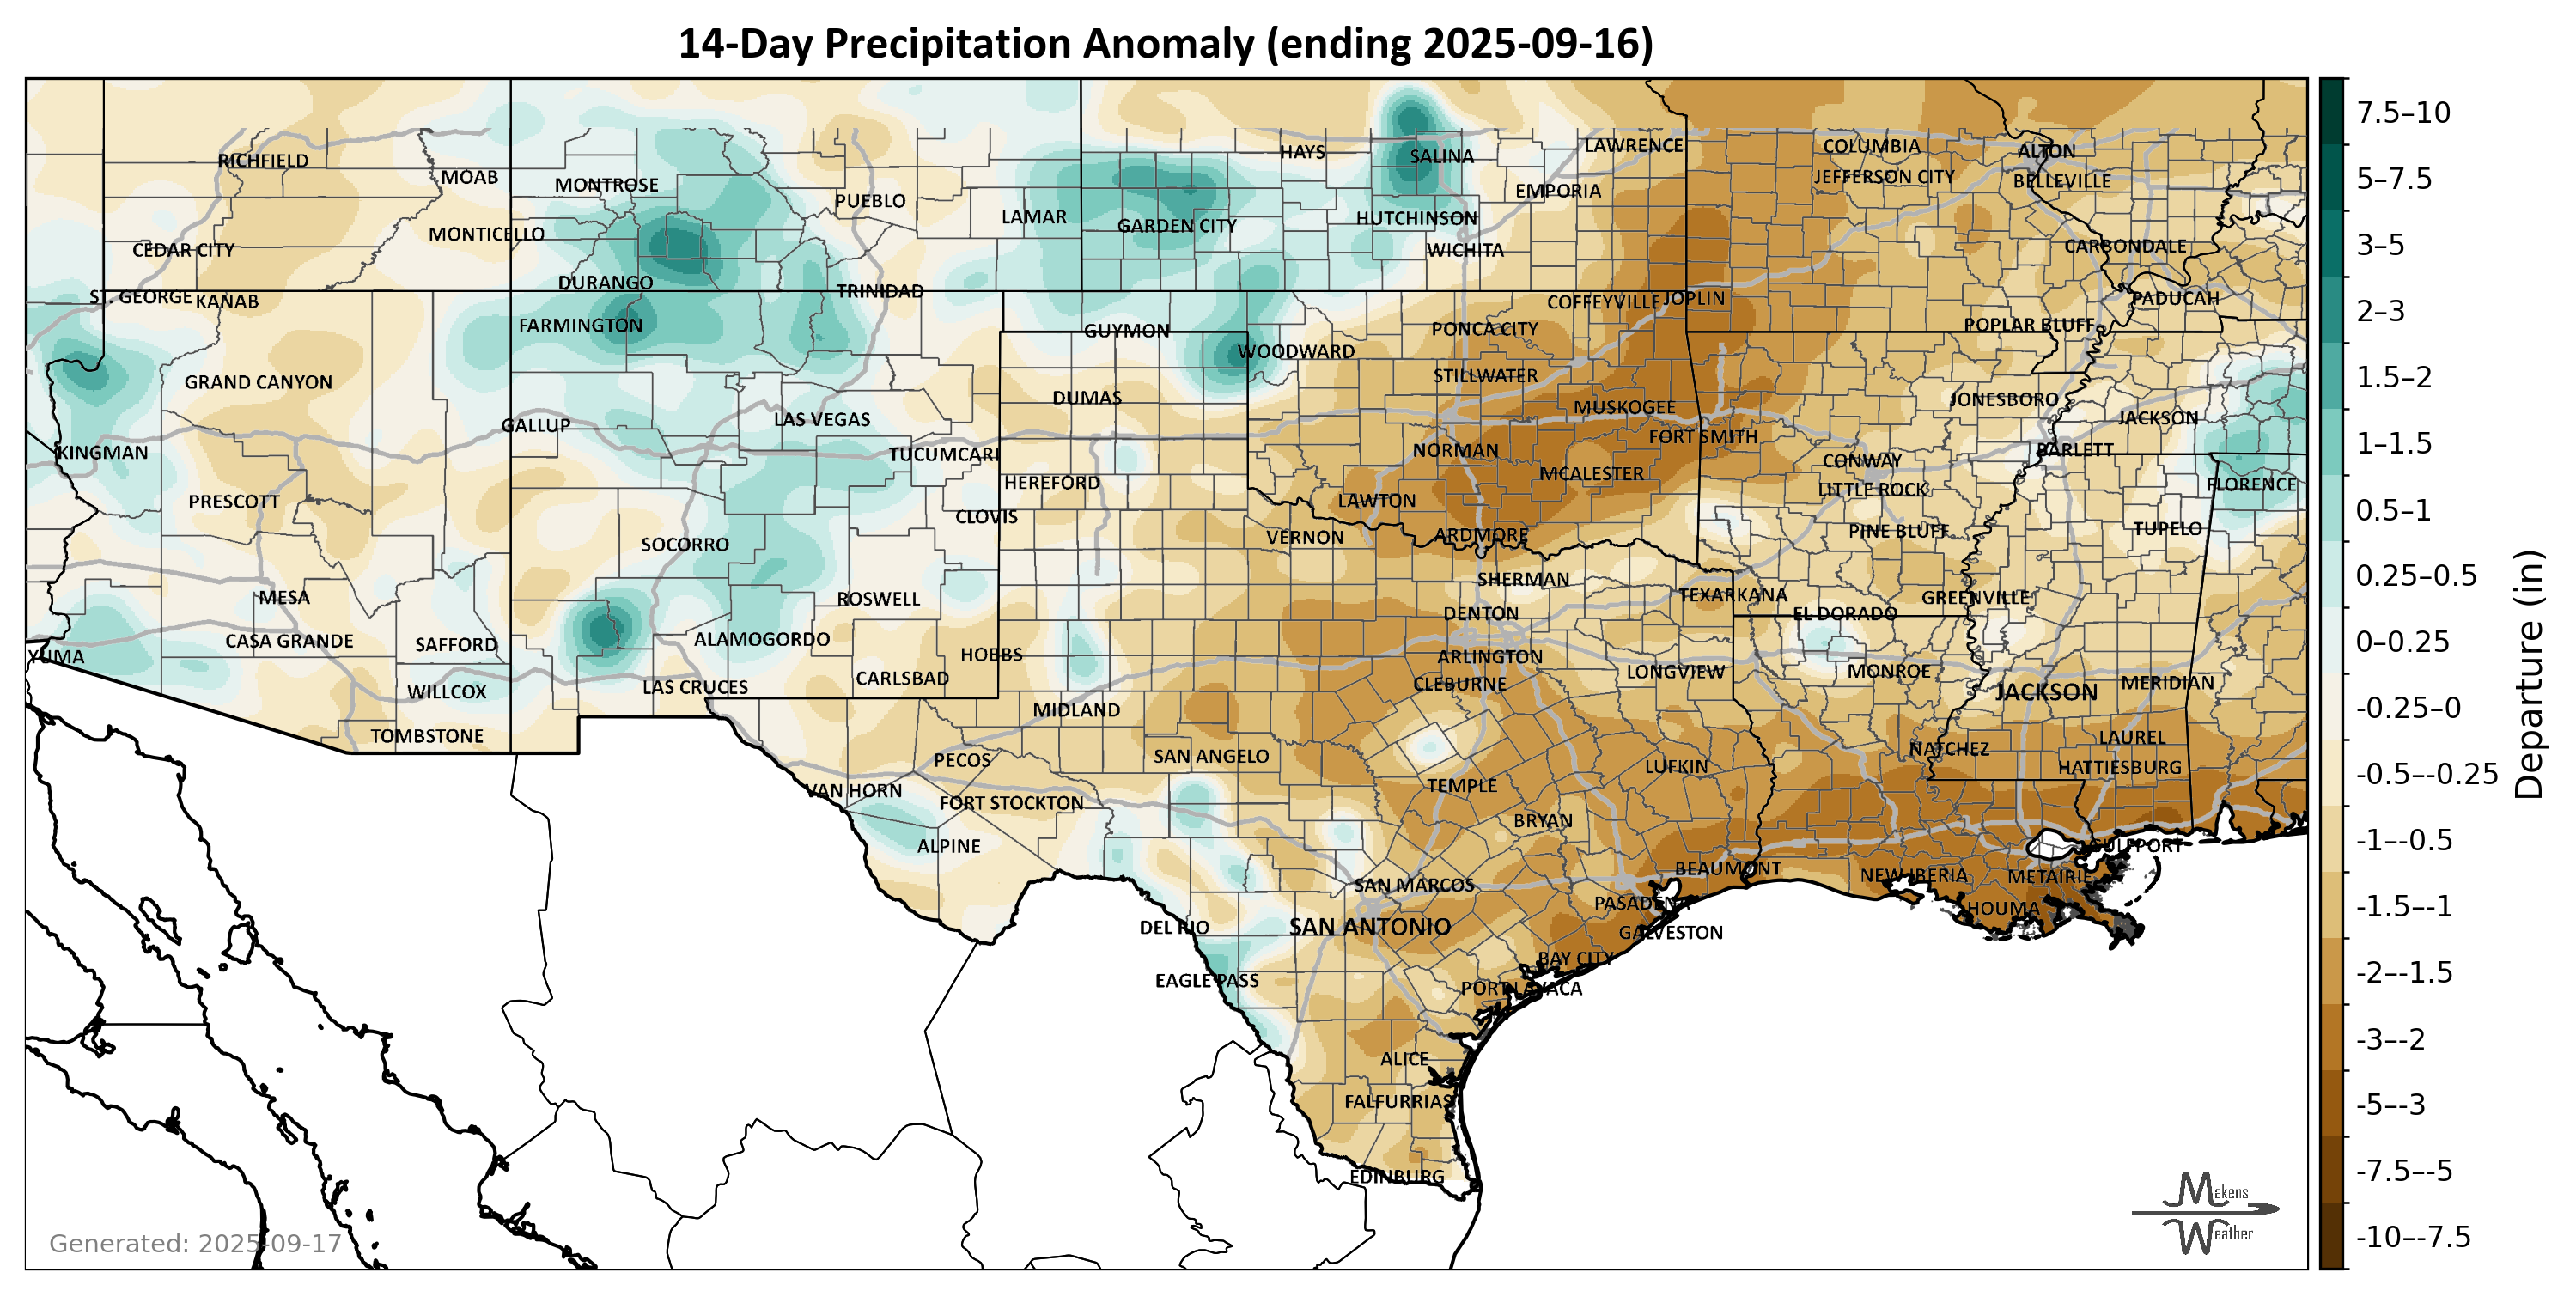 14-Day Precipitation Anomaly (ending 2025-09-16)
HAYS
SALINA
LAWRENCE
COLUMBIA
ALTON
RICHFIELD
MOAB
MONTROSE
PUEBLO
EMPORIA
JEFFERSON CITY
BELLEVILLE
LAMAR
GARDEN CITY
HUTCHINSON
MONTICELLO
CEDAR CITY
WICHITA
CARBONDALE
DURANGO
TRINIDAD
ST. GEORGE
KANAB
COFFEYVILLE
JOPLIN
PADUCAH
FARMINGTON
GUYMON
PONCA CITY
POPLAR BLUFF
WOODWARD
GRAND CANYON
STILLWATER
DUMAS
MUSKOGEE
JONESBORO
JACKSON
LAS VEGAS
GALLUP
FORT SMITH
KINGMAN
TUCUMCARI
NORMAN
BARLETT
CONWAY
HEREFORD
MCALESTER
LITTLE ROCK
FLORENCE
PRESCOTT
LAWTON
CLOVIS
PINE BLUFF
TUPELO
SOCORRO
VERNON
ARDMORE
SHERMAN
MESA
ROSWELL
TEXARKANA
GREENVILLE
DENTON
EL DORADO
CASA GRANDE
SAFFORD
ALAMOGORDO
YUMA
HOBBS
ARLINGTON
LONGVIEW
MONROE
CARLSBAD
CLEBURNE
MERIDIAN
WILLCOX
LAS CRUCES
JACKSON
MIDLAND
TOMBSTONE
SAN ANGELO
NATCHEZ
LAUREL
PECOS
LUFKIN
HATTIESBURG
VAN HORN
FORT STOCKTON
TEMPLE
BRYAN
ALPINE
GULFPORT
BEAUMONT
SAN MARCOS
NEW IBERIA
METAIRIE
PASADENA
HOUMA
DEL RIO
SAN ANTONIO
GALVESTON
BAY CITY
EAGLE PASS
PORT LAVACA
ALICE
FALFURRIAS
EDINBURG
Generated: 2025-09-17
Makens
Weather
7.5–10
5–7.5
3–5
2–3
1.5–2
1–1.5
0.5–1
0.25–0.5
0–0.25
-0.25–0
-0.5–-0.25
-1–-0.5
-1.5–-1
-2–-1.5
-3–-2
-5–-3
-7.5–-5
-10–-7.5
Departure (in)